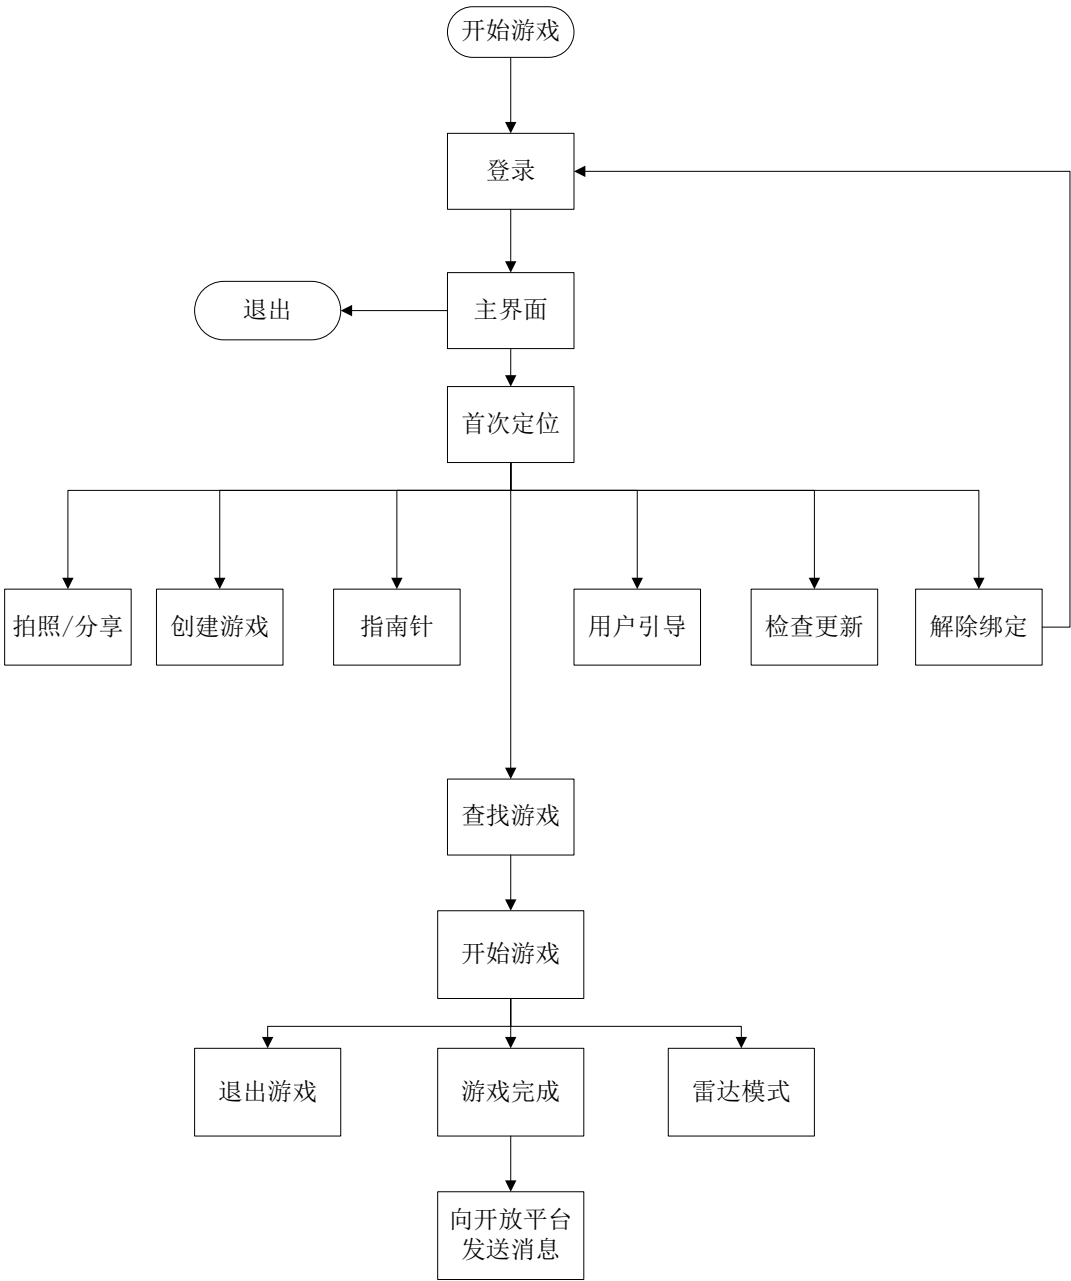 开始游戏
登录
退出
主界面
首次定位
拍照/分享
创建游戏
指南针
用户引导
检查更新
解除绑定
查找游戏
开始游戏
退出游戏
游戏完成
雷达模式
向开放平台
发送消息